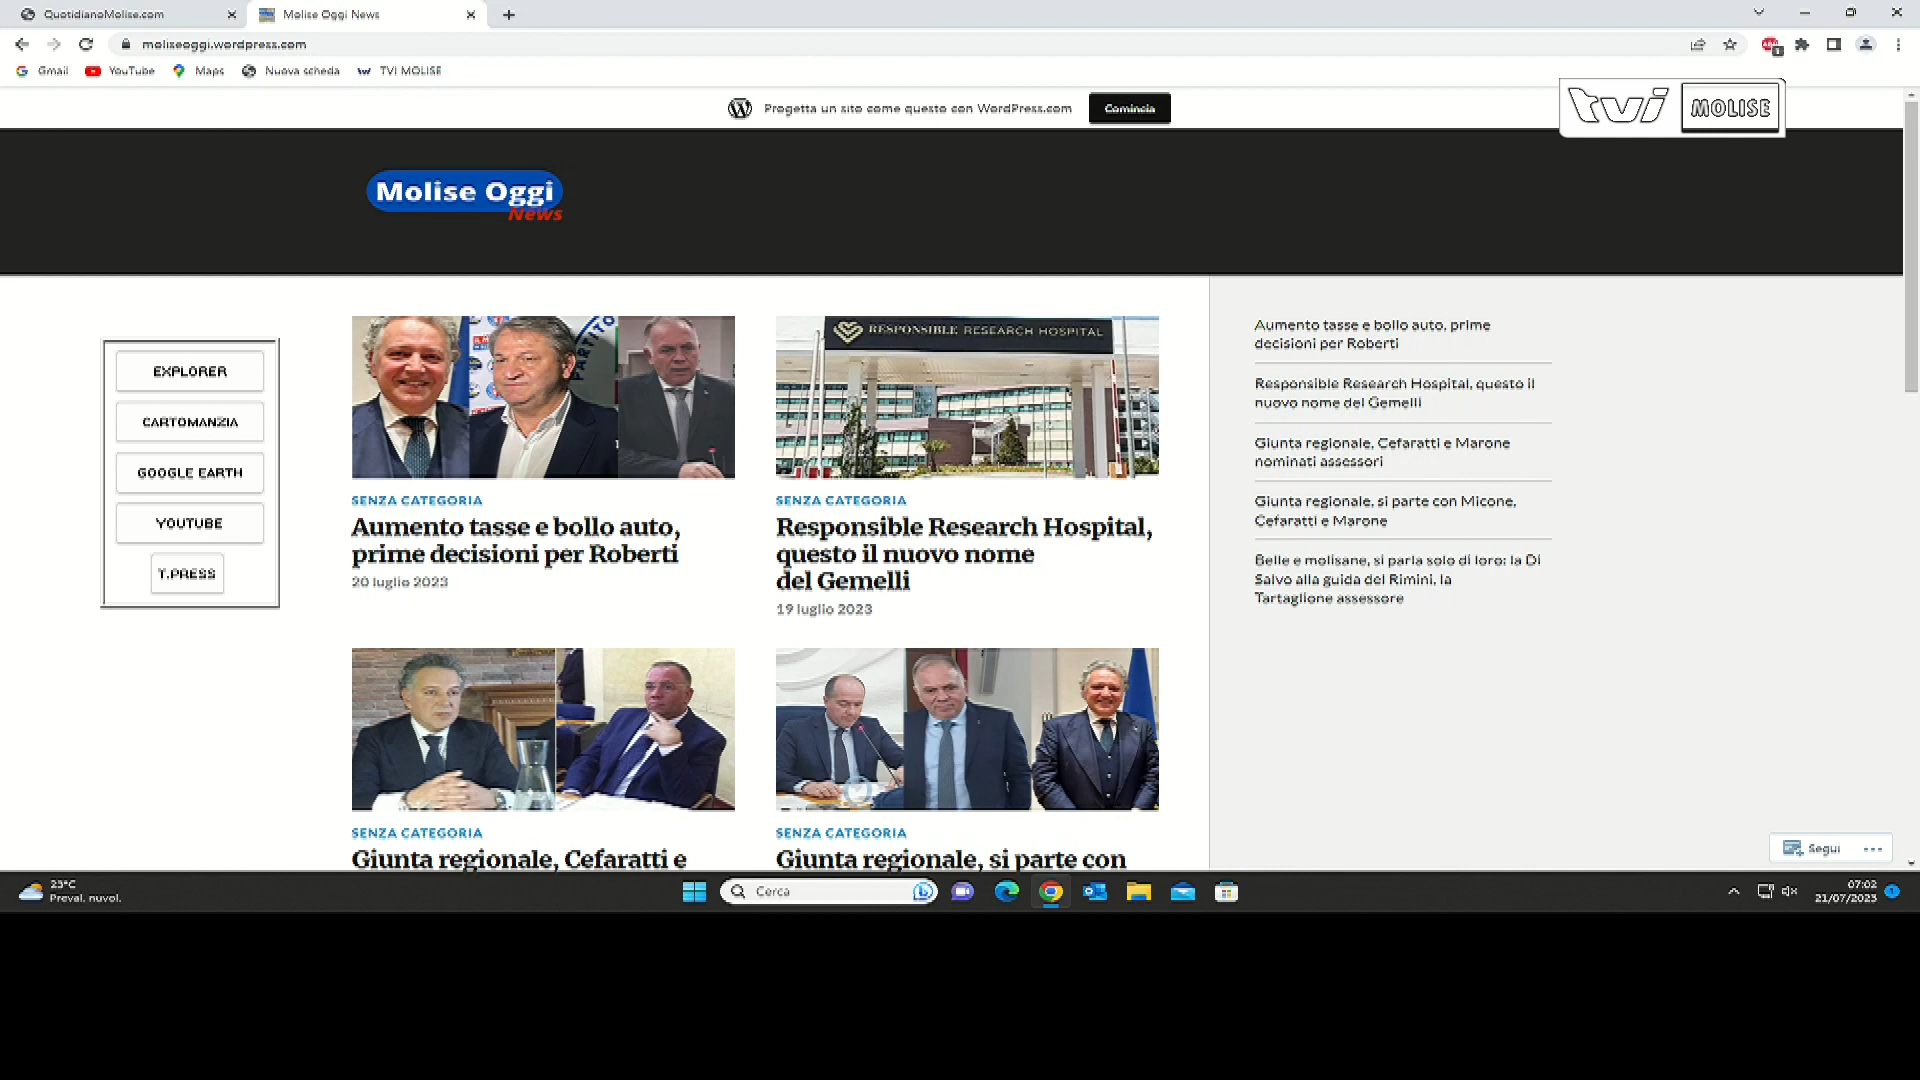 QuotidianoMolise.com
Molise Oggi News
moliseoggi.wordpress.com
Gmail
YouTube
Maps
Nuova scheda
TVI MOLISE
Progetta un sito come questo con WordPress.com
Comincia
tvi MOLISE
Molise Oggi
News
EXPLORER
CARTOMANZIA
GOOGLE EARTH
YOUTUBE
T.PRESS
PARTITO
SENZA CATEGORIA
Aumento tasse e bollo auto,
prime decisioni per Roberti
20 luglio 2023
RESPONSIBLE RESEARCH HOSPITAL
SENZA CATEGORIA
Responsible Research Hospital,
questo il nuovo nome
del Gemelli
19 luglio 2023
SENZA CATEGORIA
Giunta regionale, Cefaratti e
SENZA CATEGORIA
Giunta regionale, si parte con
Aumento tasse e bollo auto, prime
decisioni per Roberti
Responsible Research Hospital, questo il
nuovo nome del Gemelli
Giunta regionale, Cefaratti e Marone
nominati assessori
Giunta regionale, si parte con Micone,
Cefaratti e Marone
Belle e molisane, si parla solo di loro: la Di
Salvo alla guida del Rimini, la
Tartaglione assessore
Segui
23°C
Preval. nuvol.
Cerca
07:02
21/07/2023